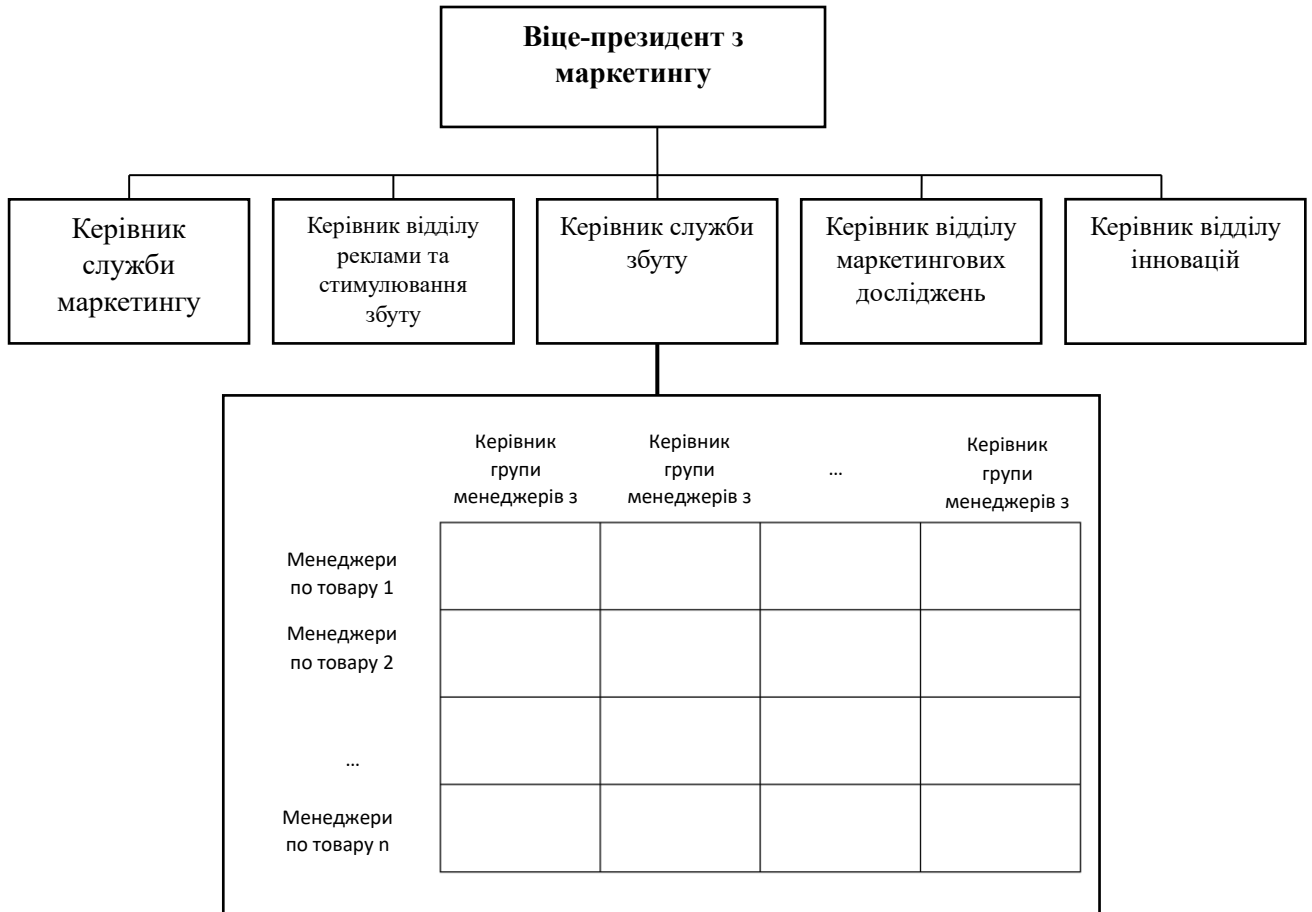 Віце-президент з
маркетингу
Керівник
служби
маркетингу
Керівник відділу
реклами та
стимулювання
збуту
Керівник служби
збуту
Керівник відділу
маркетингових
досліджень
Керівник відділу
інновацій
Керівник
групи
менеджерів з
Керівник
групи
менеджерів з
...
Керівник
групи
менеджерів з
Менеджери
по товару 1
Менеджери
по товару 2
...
Менеджери
по товару n